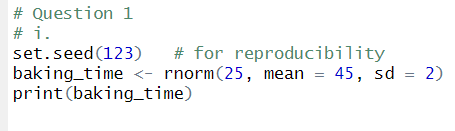 # Question 1
# i.
set.seed(123)   # for reproducibility
baking_time <- rnorm(25, mean = 45, sd = 2)
print(baking_time)